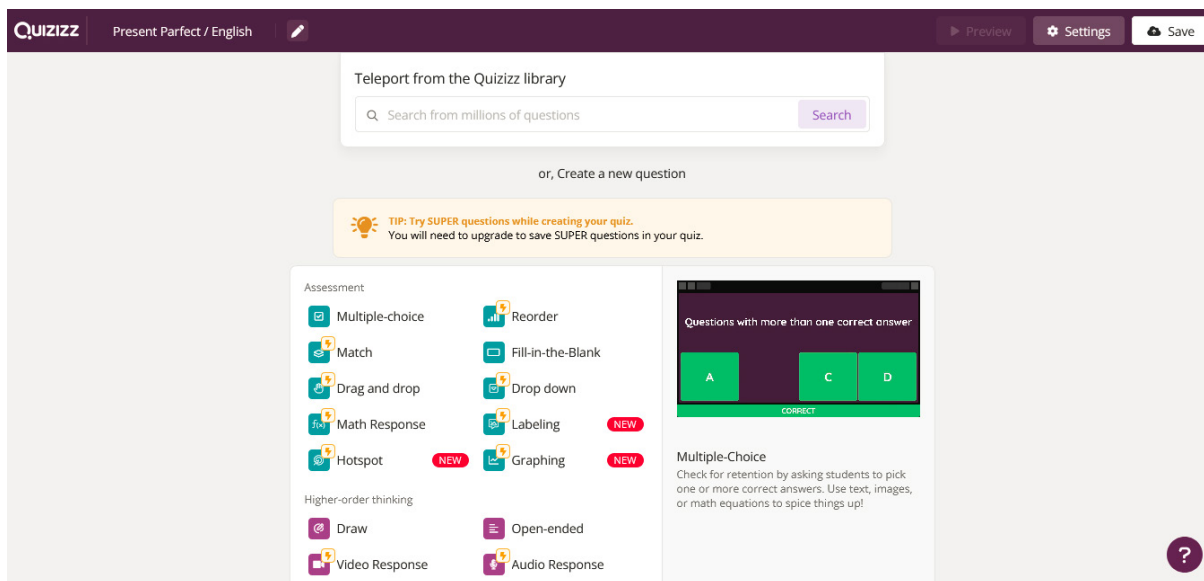 Quizizz
Present Parfect / English
Preview
Settings
Save
Teleport from the Quizizz library
Search from millions of questions
Search
or, Create a new question
TIP: Try SUPER questions while creating your quiz.
You will need to upgrade to save SUPER questions in your quiz.
Assessment
Multiple-choice
Reorder
Match
Fill-in-the-Blank
Drag and drop
Drop down
Math Response
Labeling
NEW
Hotspot
NEW
Graphing
NEW
Higher-order thinking
Draw
Open-ended
Video Response
Audio Response
Questions with more than one correct answer
A
C
D
CORRECT
Multiple-Choice
Check for retention by asking students to pick
one or more correct answers. Use text, images,
or math equations to spice things up!
?